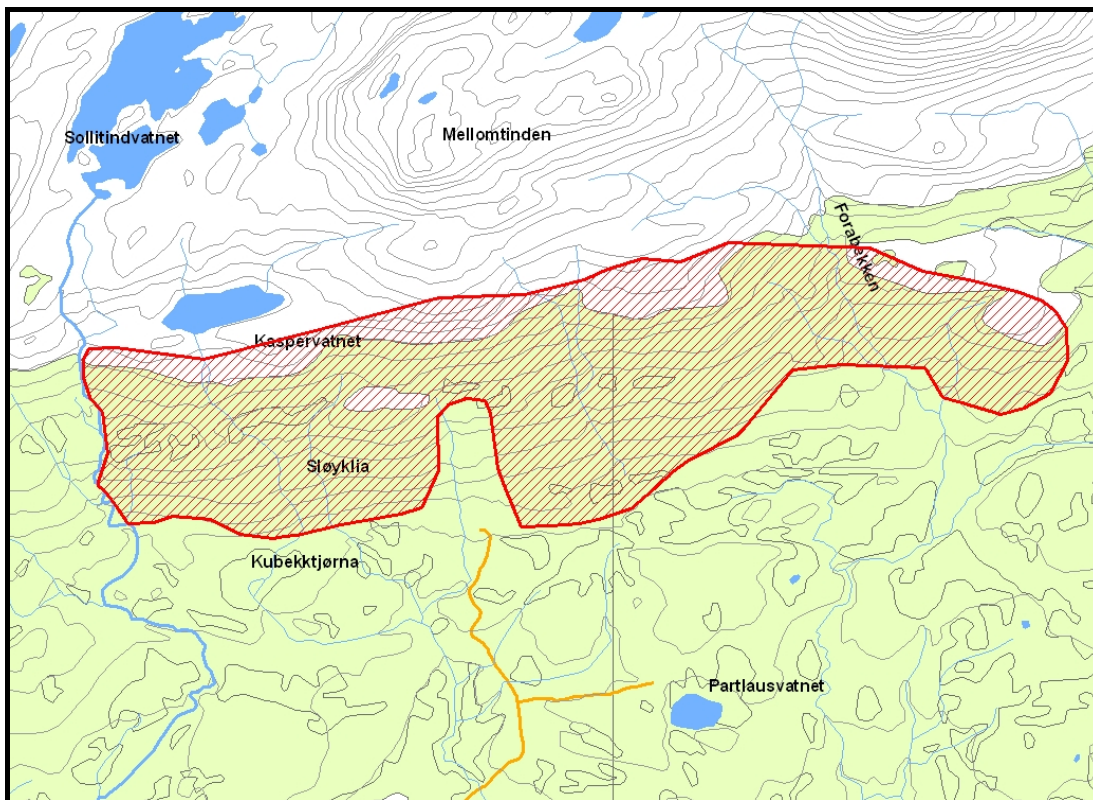 Mellomtinden
Sollitindvatnet
Forabekken
Kaspervatnet
Sløyklia
Kubekktjørna
Partlausvatnet